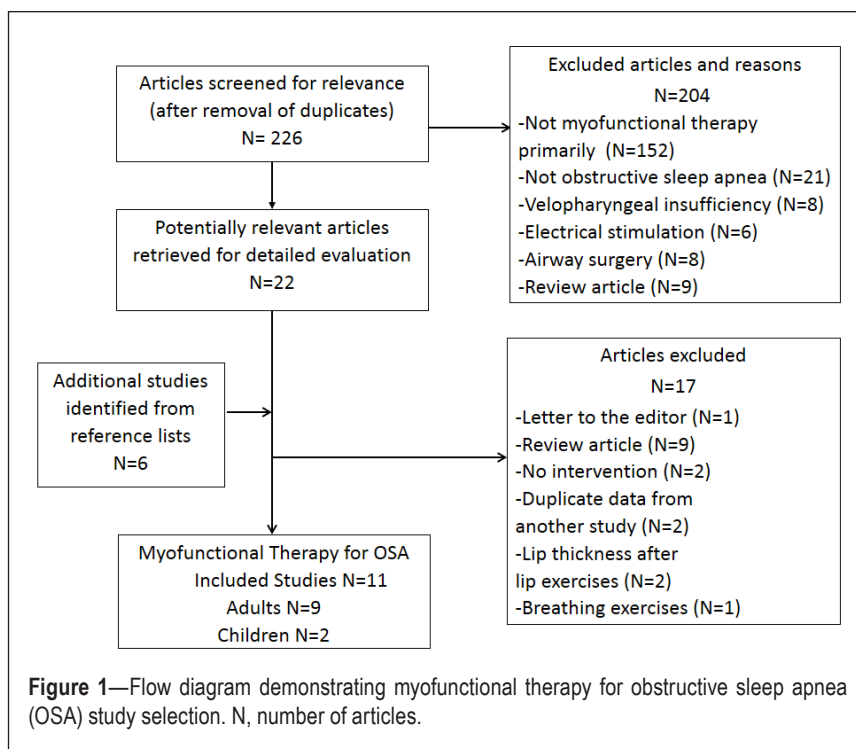 Articles screened for relevance
(after removal of duplicates)
N= 226
Excluded articles and reasons
N=204
-Not myofunctional therapy
primarily (N=152)
-Not obstructive sleep apnea (N=21)
-Velopharyngeal insufficiency (N=8)
-Electrical stimulation (N=6)
-Airway surgery (N=8)
-Review article (N=9)
Potentially relevant articles
retrieved for detailed evaluation
N=22
Additional studies
identified from
reference lists
N=6
Articles excluded
N=17
-Letter to the editor (N=1)
-Review article (N=9)
-No intervention (N=2)
-Duplicate data from
another study (N=2)
-Lip thickness after
lip exercises (N=2)
-Breathing exercises (N=1)
Myofunctional Therapy for OSA
Included Studies N=11
Adults N=9
Children N=2
Figure 1—Flow diagram demonstrating myofunctional therapy for obstructive sleep apnea
(OSA) study selection. N, number of articles.